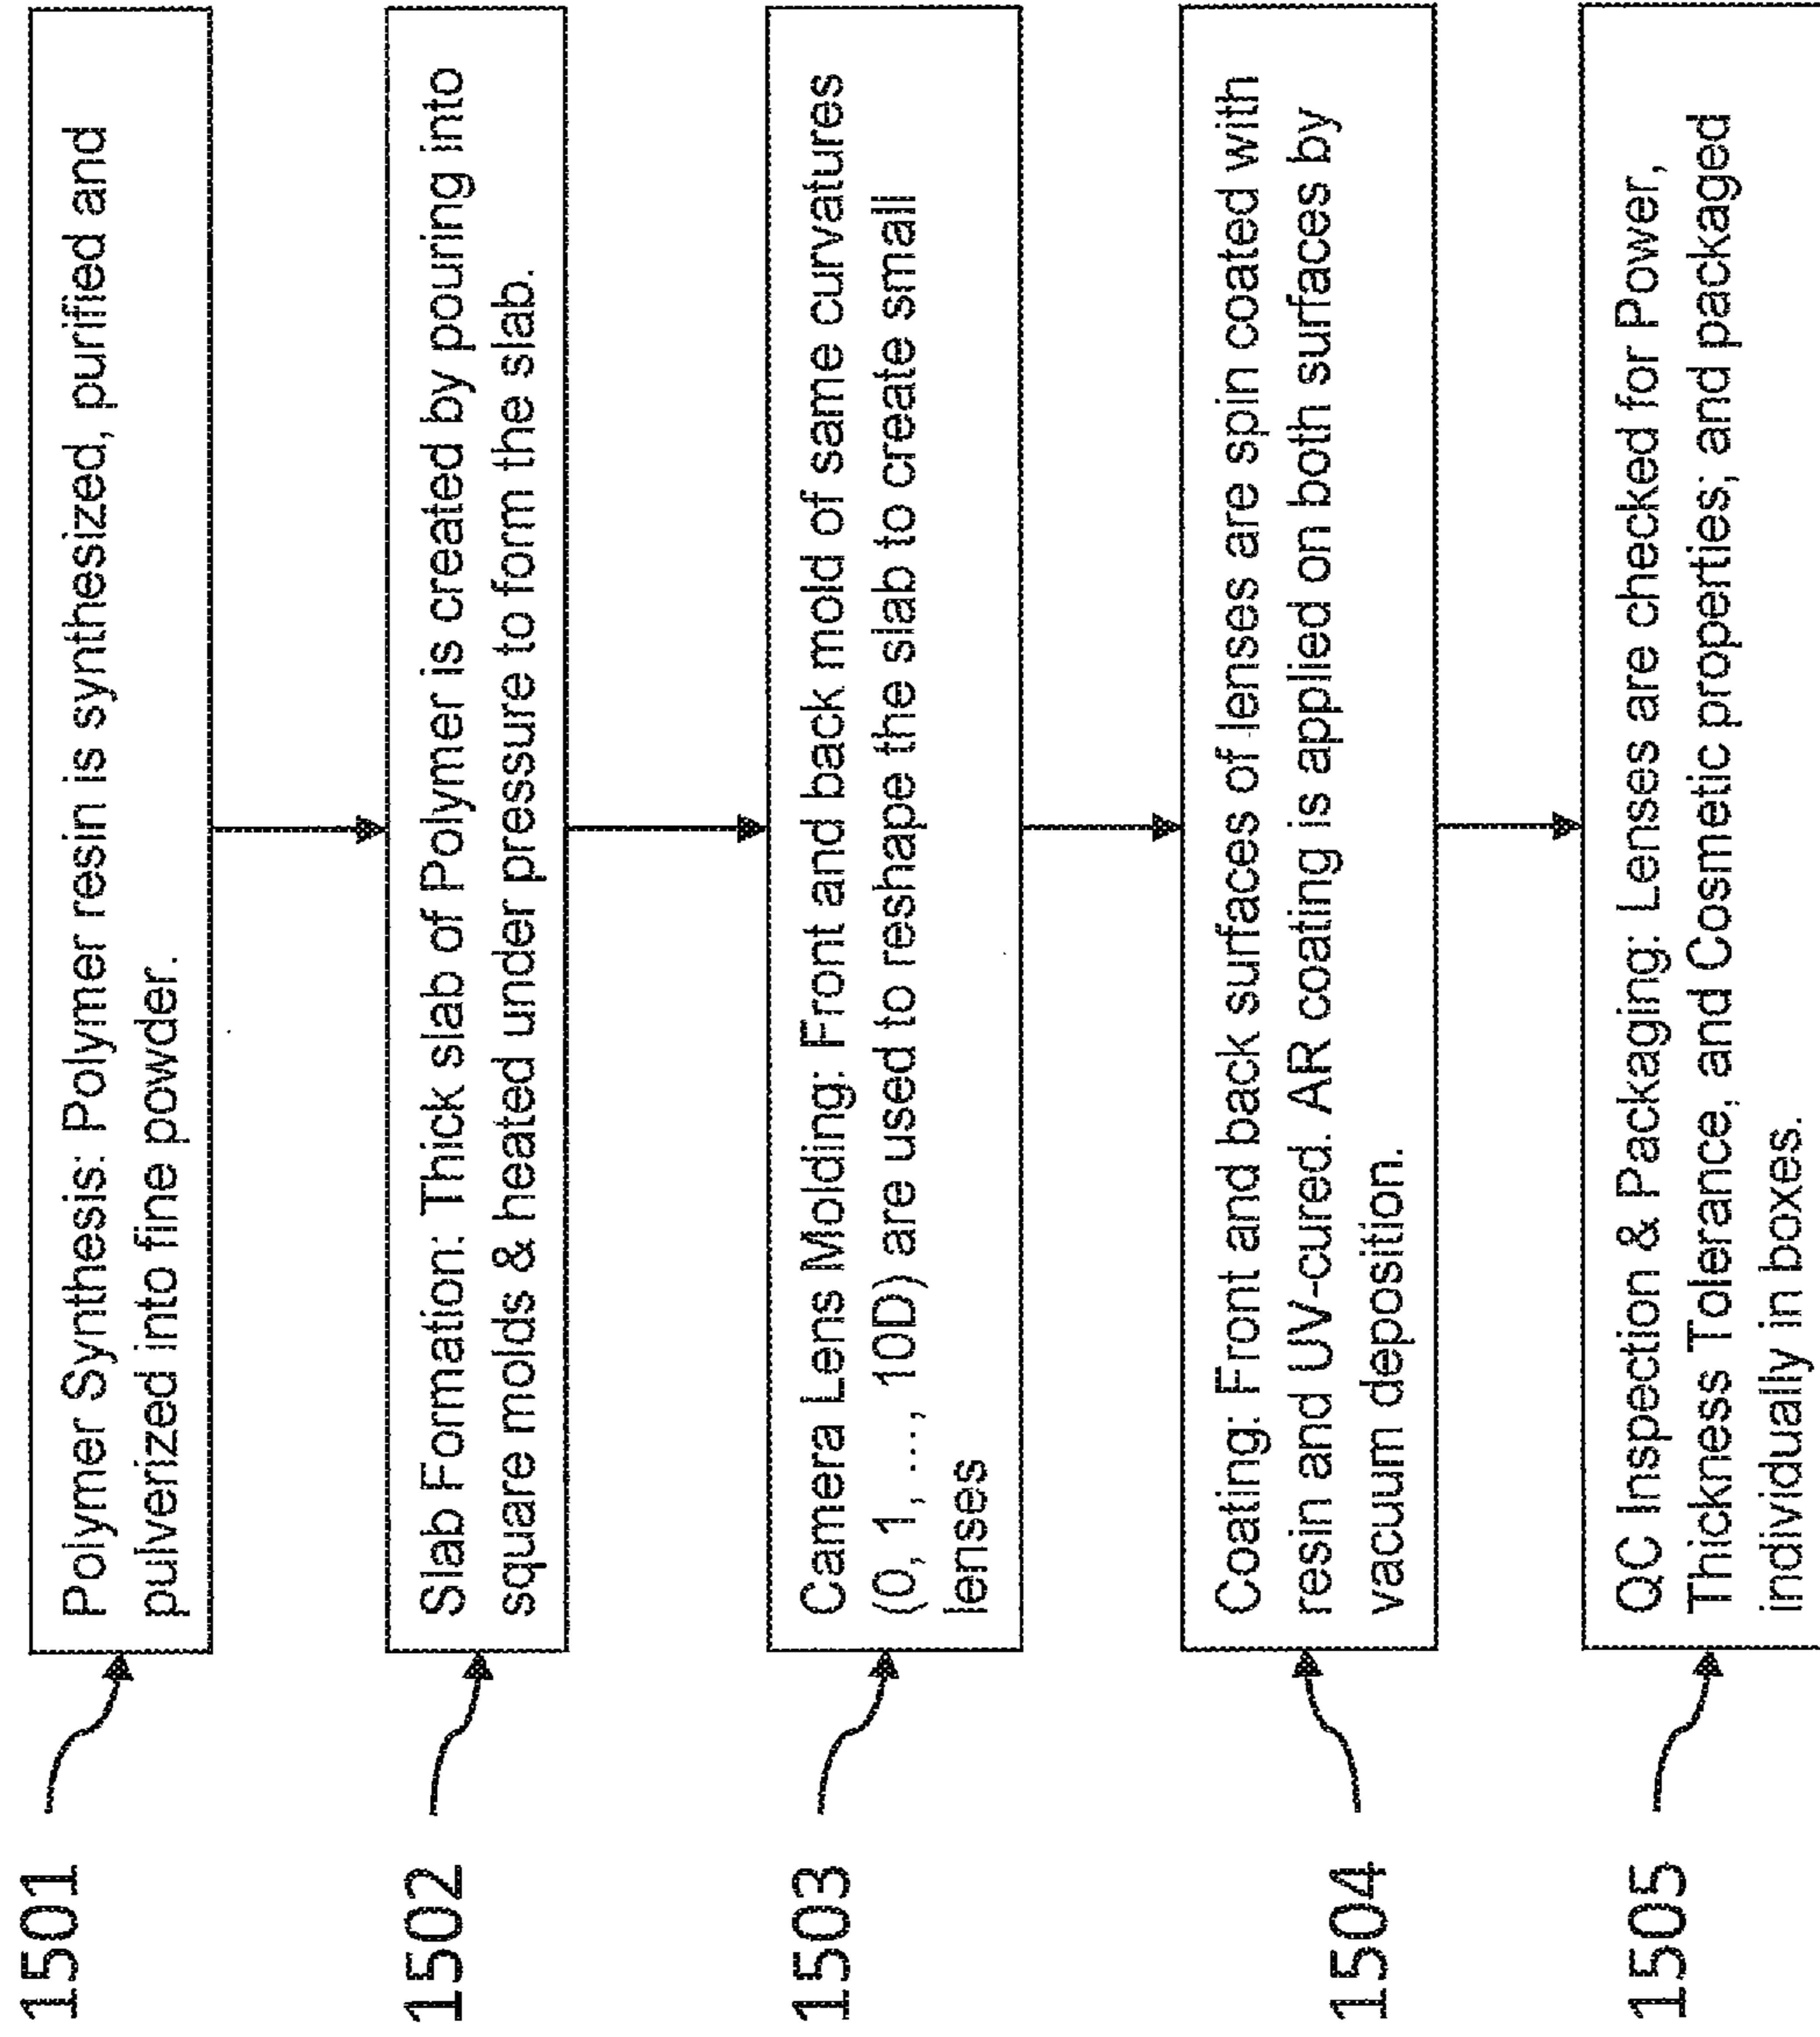 1501
Polymer Synthesis: Polymer resin is synthesized, purified and
pulverized into fine powder.
1502
Slab Formation: Thick slab of Polymer is created by pouring into
square molds & heated under pressure to form the slab.
1503
Camera Lens Molding: Front and back mold of same curvatures
(0, 1, ..., 10D) are used to reshape the slab to create small
lenses
1504
Coating: Front and back surfaces of lenses are spin coated with
resin and UV-cured. AR coating is applied on both surfaces by
vacuum deposition.
1505
QC Inspection & Packaging: Lenses are checked for Power,
Thickness Tolerance, and Cosmetic properties; and packaged
individually in boxes.